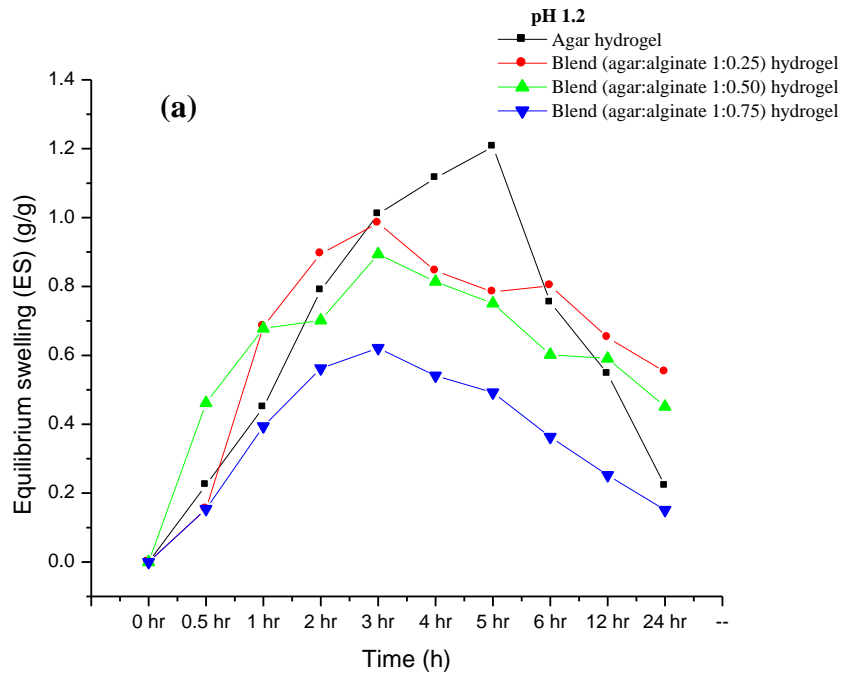 pH 1.2
Agar hydrogel
Blend (agar:alginate 1:0.25) hydrogel
Blend (agar:alginate 1:0.50) hydrogel
Blend (agar:alginate 1:0.75) hydrogel
(a)
Equilibrium swelling (ES) (g/g)
1.4
1.2
1.0
0.8
0.6
0.4
0.2
0.0
0 hr 0.5 hr 1 hr 2 hr 3 hr 4 hr 5 hr 6 hr 12 hr 24 hr --
Time (h)